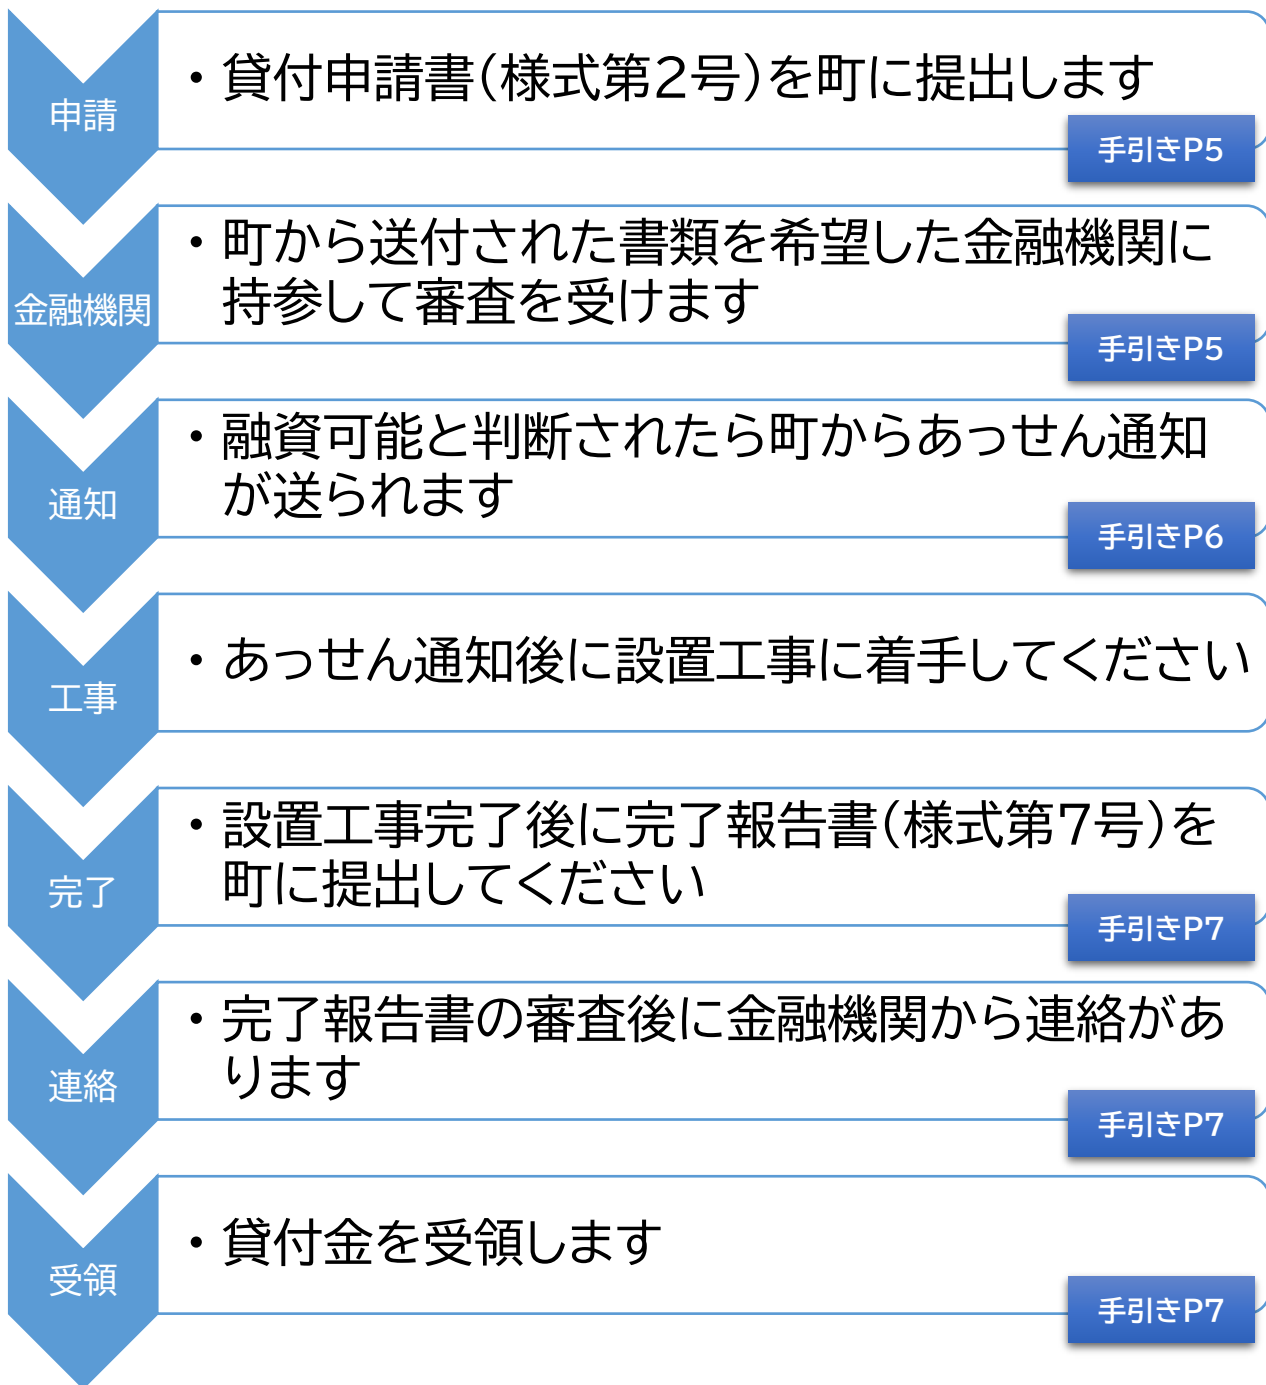 申請
・貸付申請書（様式第２号）を町に提出します
手引きP5
金融機関
・町から送付された書類を希望した金融機関に
持参して審査を受けます
手引きP5
通知
・融資可能と判断されたら町からあっせん通知
が送られます
手引きP6
工事
・あっせん通知後に設置工事に着手してください
完了
・設置工事完了後に完了報告書（様式第７号）を
町に提出してください
手引きP7
連絡
・完了報告書の審査後に金融機関から連絡があ
ります
手引きP7
受領
・貸付金を受領します
手引きP7